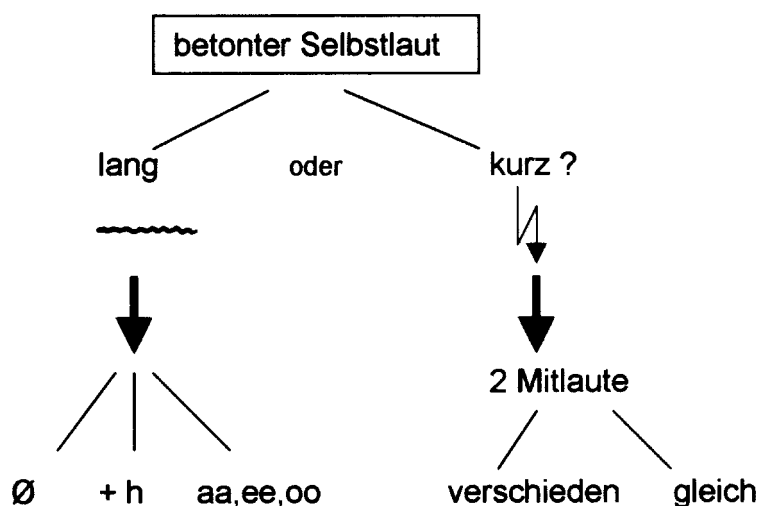 betonter Selbstlaut
lang oder kurz ?
2 Mitlaute
Ø + h aa,ee,oo verschieden gleich